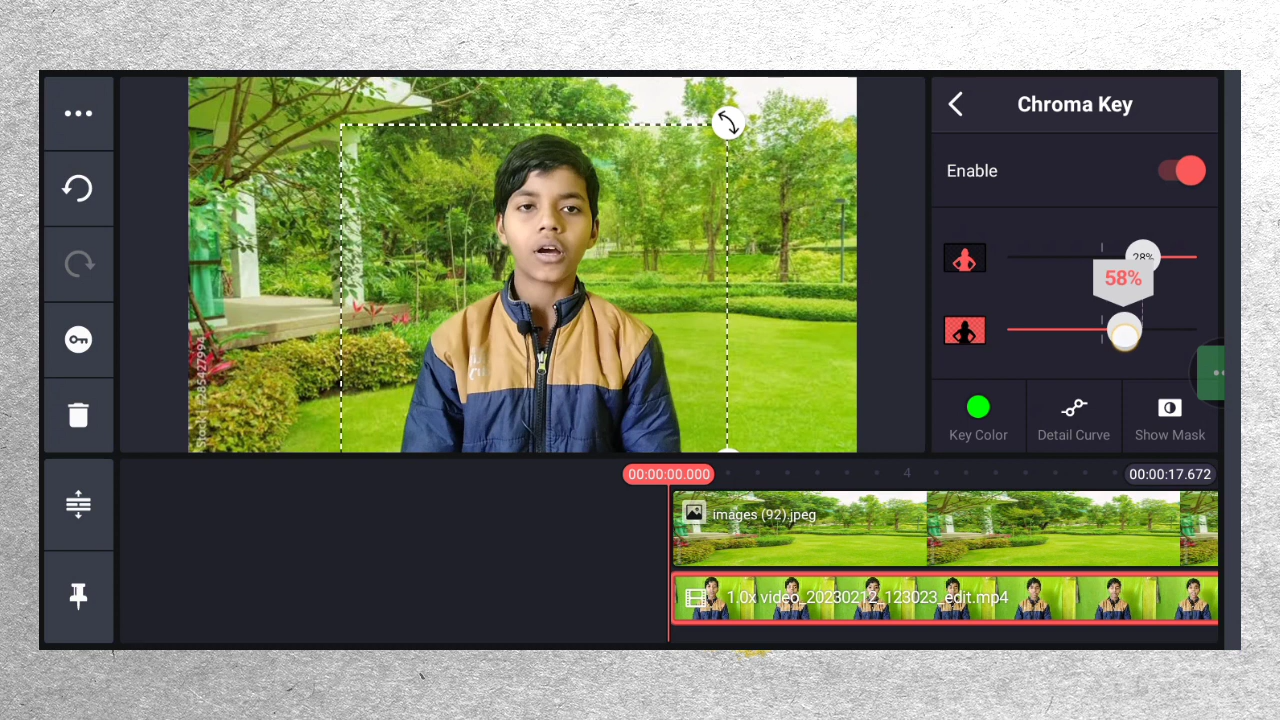 Chroma Key
Enable
28%
58%
Key Color
Detail Curve
Show Mask
00:00:00.000
4
00:00:17.672
images (92).jpeg
1.0x video_20230212_123023_edit.mp4